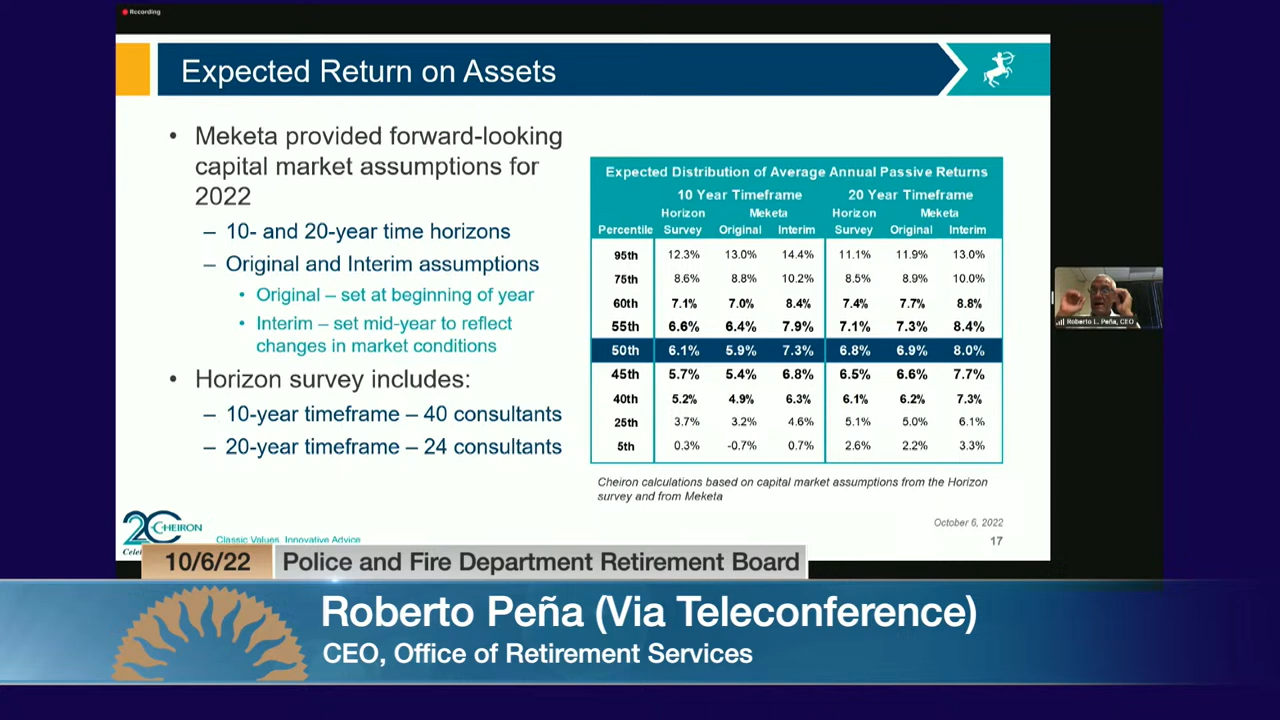 Recording
Expected Return on Assets
• Meketa provided forward-looking
capital market assumptions for
2022
– 10- and 20-year time horizons
– Original and Interim assumptions
• Original – set at beginning of year
• Interim – set mid-year to reflect
changes in market conditions
• Horizon survey includes:
– 10-year timeframe – 40 consultants
– 20-year timeframe – 24 consultants
Expected Distribution of Average Annual Passive Returns
10 Year Timeframe 20 Year Timeframe
Horizon Meketa Horizon Meketa
Percentile Survey Original Interim Survey Original Interim
95th 12.3% 13.0% 14.4% 11.1% 11.9% 13.0%
75th 8.6% 8.8% 10.2% 8.5% 8.9% 10.0%
60th 7.1% 7.0% 8.4% 7.4% 7.7% 8.8%
55th 6.6% 6.4% 7.9% 7.1% 7.3% 8.4%
50th 6.1% 5.9% 7.3% 6.8% 6.9% 8.0%
45th 5.7% 5.4% 6.8% 6.5% 6.6% 7.7%
40th 5.2% 4.9% 6.3% 6.1% 6.2% 7.3%
25th 3.7% 3.2% 4.6% 5.1% 5.0% 6.1%
5th 0.3% -0.7% 0.7% 2.6% 2.2% 3.3%
Cheiron calculations based on capital market assumptions from the Horizon
survey and from Meketa
Roberto L. Peña, CEO
October 6, 2022
17
20 CHEIRON
Classic Values, Innovative Advice
10/6/22 Police and Fire Department Retirement Board
Roberto Peña (Via Teleconference)
CEO, Office of Retirement Services